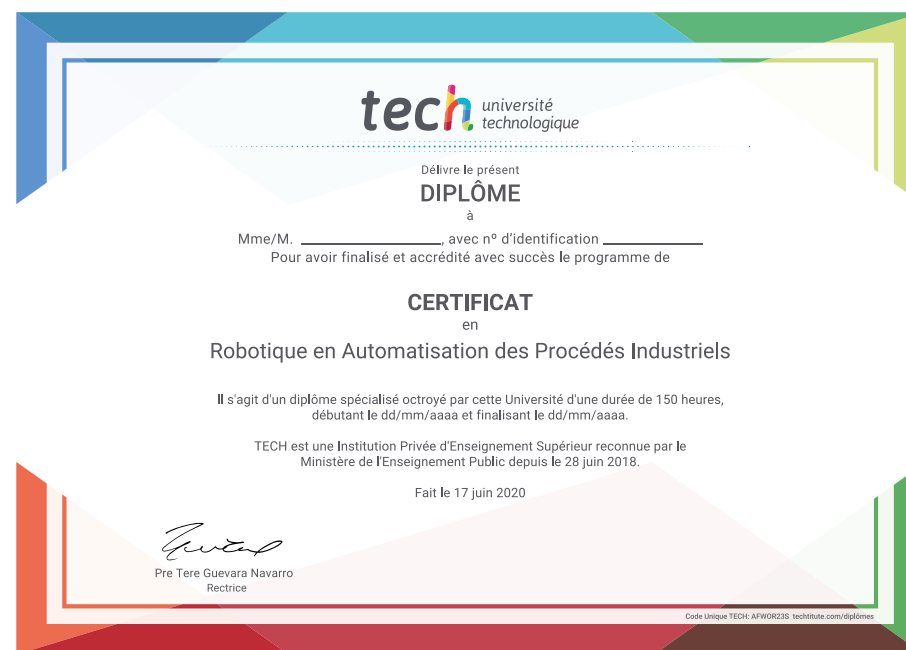 tech université
technologique
Délivre le présent
DIPLÔME
à
Mme/M. ____________________, avec nº d'identification ______________
Pour avoir finalisé et accrédité avec succès le programme de
CERTIFICAT
en
Robotique en Automatisation des Procédés Industriels
Il s'agit d'un diplôme spécialisé octroyé par cette Université d'une durée de 150 heures,
débutant le dd/mm/aaaa et finalisant le dd/mm/aaaa.
TECH est une Institution Privée d'Enseignement Supérieur reconnue par le
Ministère de l'Enseignement Public depuis le 28 juin 2018.
Fait le 17 juin 2020
Pre Tere Guevara Navarro
Rectrice
Code Unique TECH: AFWOR23S techtitute.com/diplômes